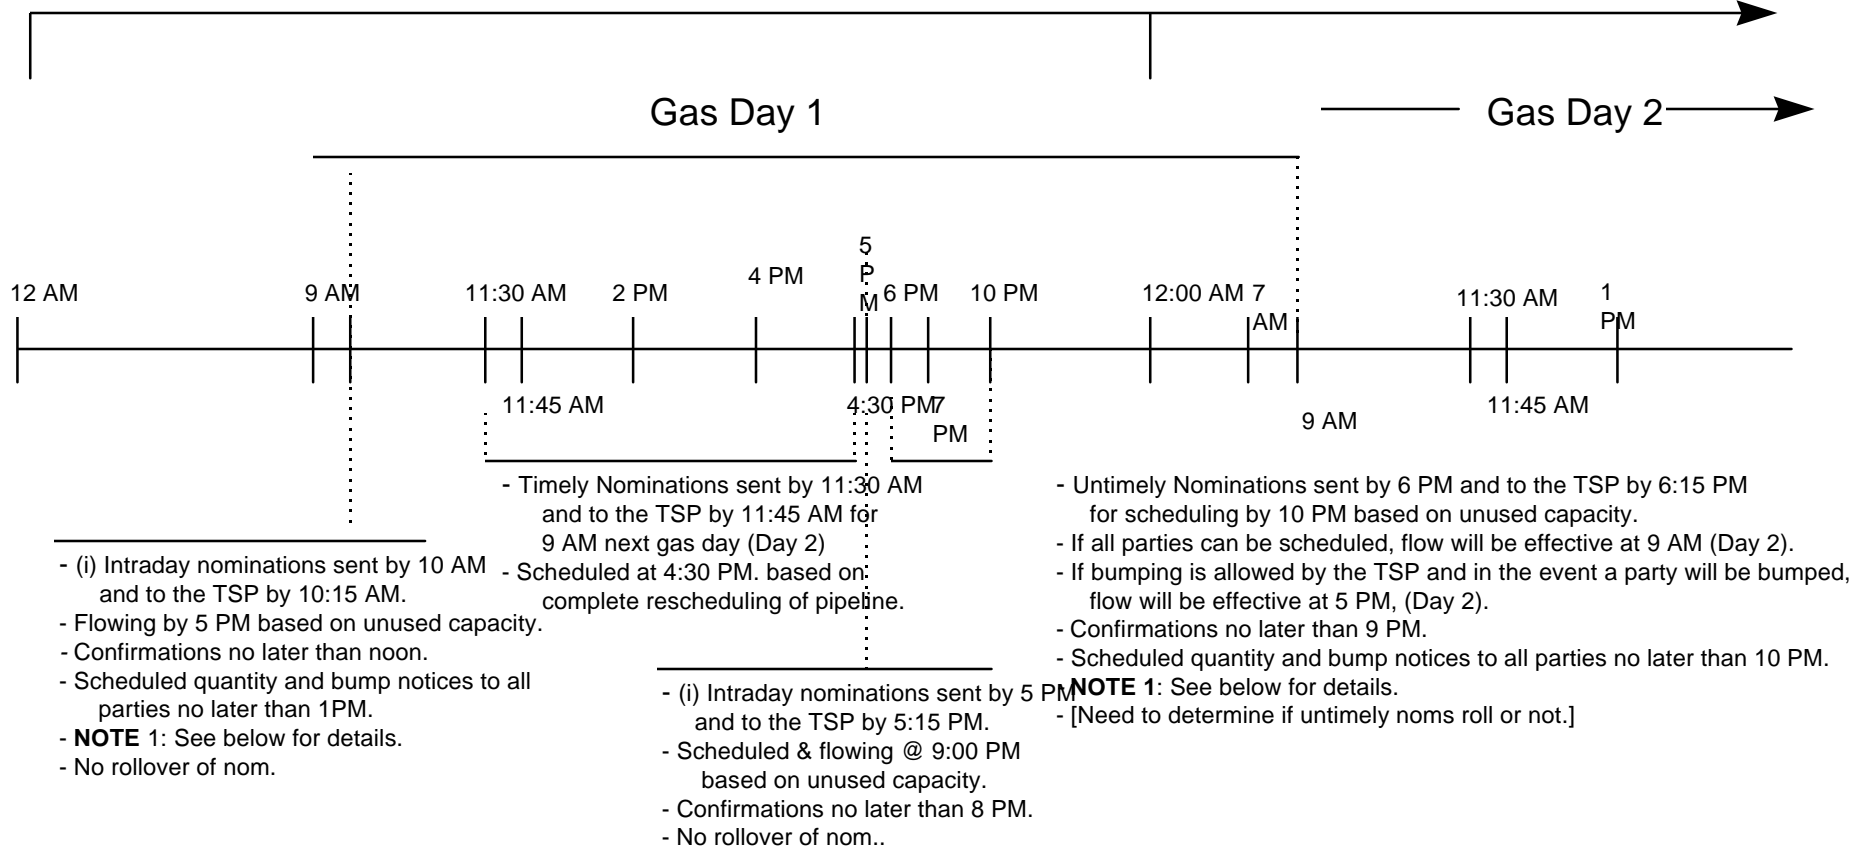 Gas Day 1
Gas Day 2
12 AM
9 AM
11:30 AM
2 PM
4 PM
5
P
M
6 PM
10 PM
12:00 AM
7
AM
11:30 AM
1
PM
11:45 AM
4:30 PM
7
PM
9 AM
11:45 AM
- (i) Intraday nominations sent by 10 AM
and to the TSP by 10:15 AM.
- Flowing by 5 PM based on unused capacity.
- Confirmations no later than noon.
- Scheduled quantity and bump notices to all
parties no later than 1PM.
- NOTE 1: See below for details.
- No rollover of nom.
- Timely Nominations sent by 11:30 AM
and to the TSP by 11:45 AM for
9 AM next gas day (Day 2)
- Scheduled at 4:30 PM. based on
complete rescheduling of pipeline.
- (i) Intraday nominations sent by 5 PM
and to the TSP by 5:15 PM.
- Scheduled & flowing @ 9:00 PM
based on unused capacity.
- Confirmations no later than 8 PM.
- No rollover of nom..
- Untimely Nominations sent by 6 PM and to the TSP by 6:15 PM
for scheduling by 10 PM based on unused capacity.
- If all parties can be scheduled, flow will be effective at 9 AM (Day 2).
- If bumping is allowed by the TSP and in the event a party will be bumped,
flow will be effective at 5 PM, (Day 2).
- Confirmations no later than 9 PM.
- Scheduled quantity and bump notices to all parties no later than 10 PM.
- NOTE 1: See below for details.
- [Need to determine if untimely noms roll or not.]